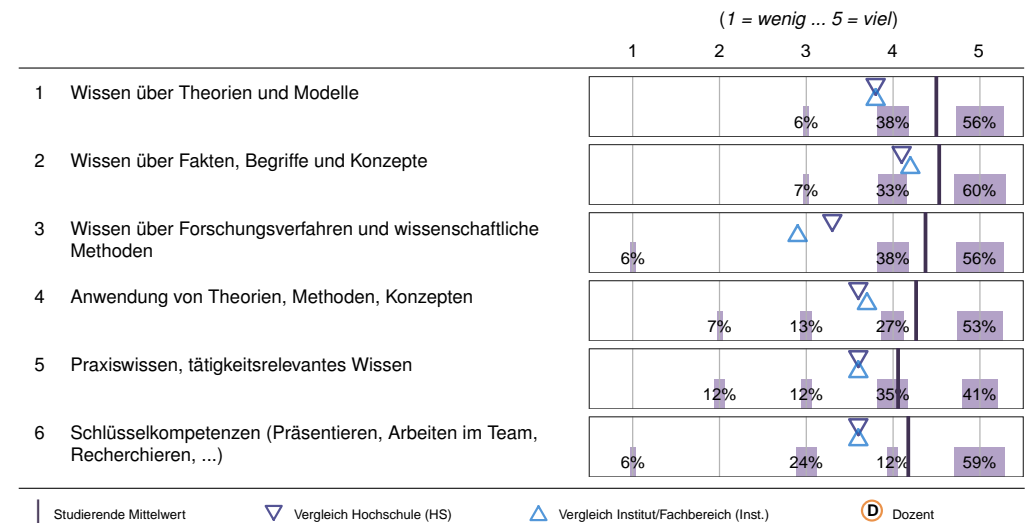 (1 = wenig ... 5 = viel)
1 2 3 4 5
1 Wissen über Theorien und Modelle
6% 38% 56%
2 Wissen über Fakten, Begriffe und Konzepte
7% 33% 60%
3 Wissen über Forschungsverfahren und wissenschaftliche
Methoden
6% 38% 56%
4 Anwendung von Theorien, Methoden, Konzepten
7% 13% 27% 53%
5 Praxiswissen, tätigkeitsrelevantes Wissen
12% 12% 35% 41%
6 Schlüsselkompetenzen (Präsentieren, Arbeiten im Team,
Recherchieren, ...)
6% 24% 12% 59%
Studierende Mittelwert Vergleich Hochschule (HS) Vergleich Institut/Fachbereich (Inst.) D Dozent